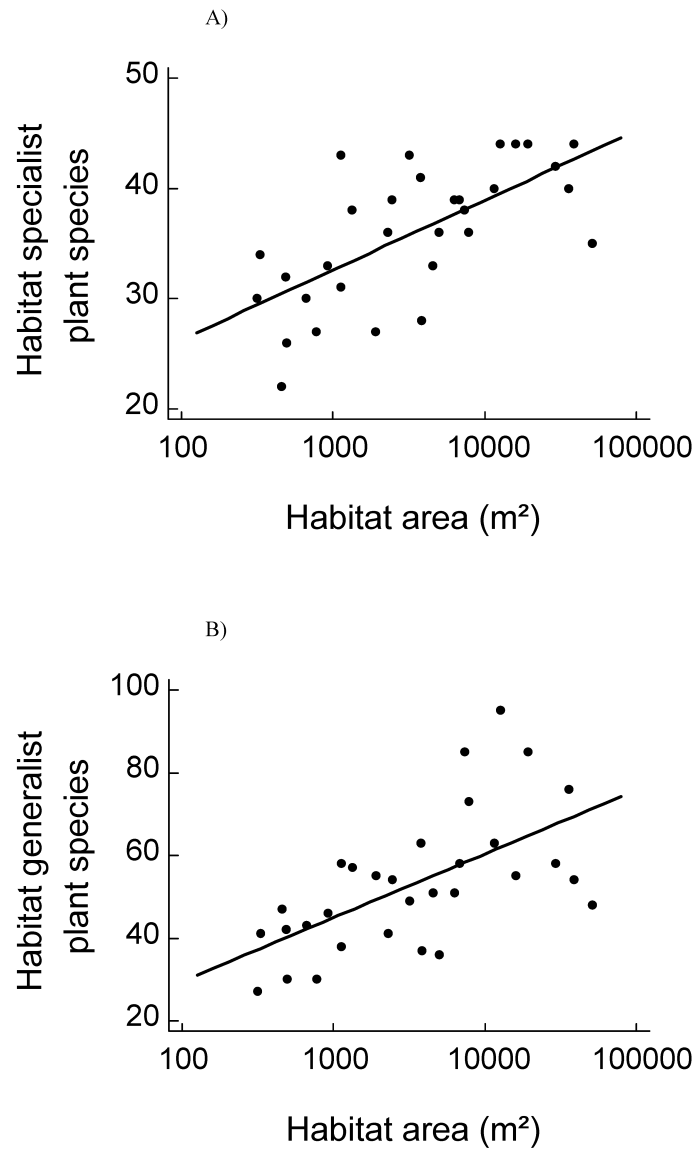 A)
Habitat specialist
plant species
50
40
30
20
100 1000 10000 100000
Habitat area (m²)
B)
Habitat generalist
plant species
100
80
60
40
20
100 1000 10000 100000
Habitat area (m²)